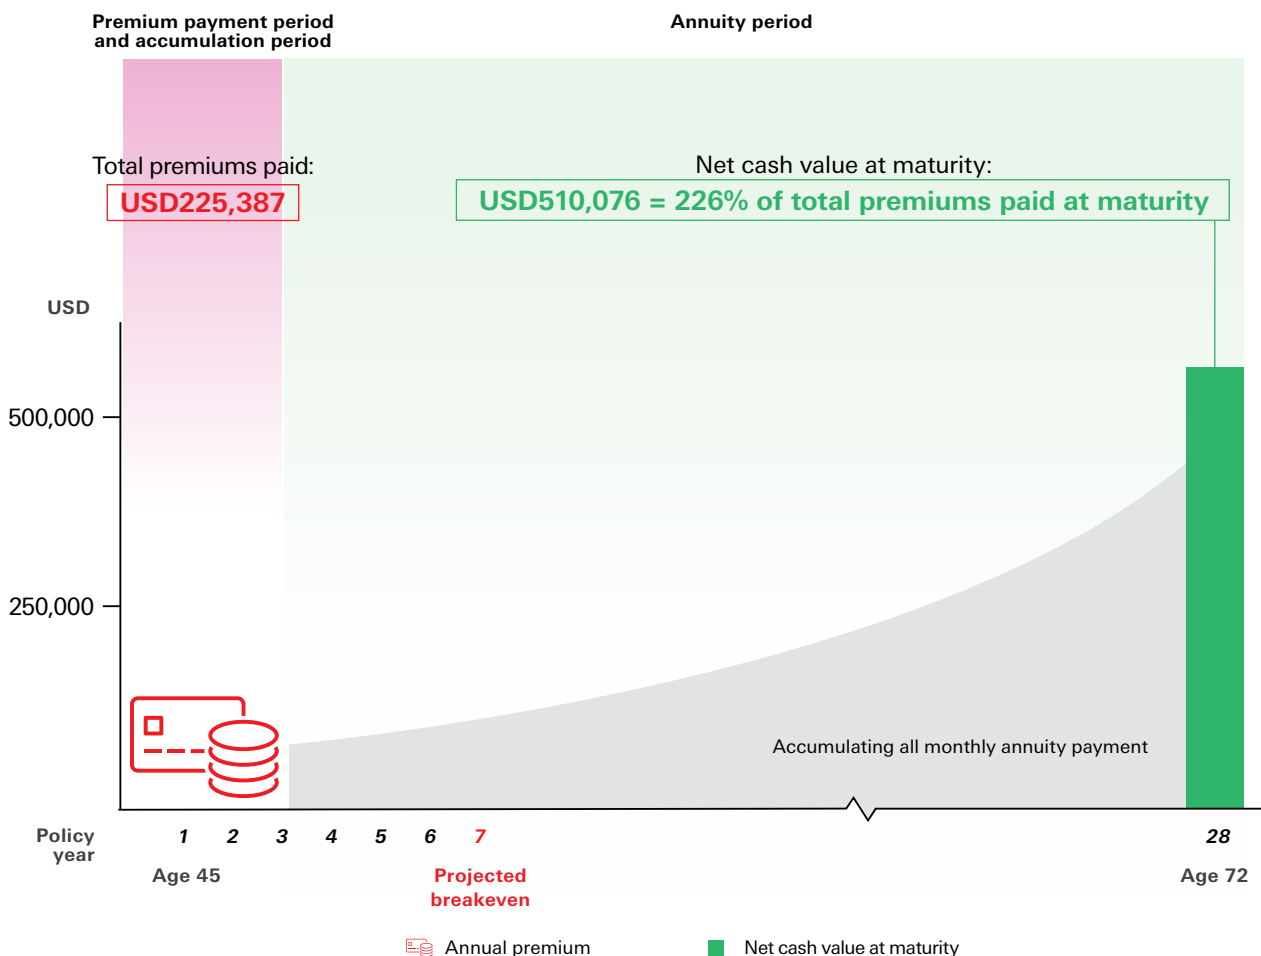 Premium payment period
and accumulation period
Annuity period
Total premiums paid:
USD225,387
Net cash value at maturity:
USD510,076 = 226% of total premiums paid at maturity
USD
500,000
250,000
Accumulating all monthly annuity payment
Policy
year
1 2 3 4 5 6 7 28
Age 45
Projected
breakeven
Age 72
Annual premium
Net cash value at maturity